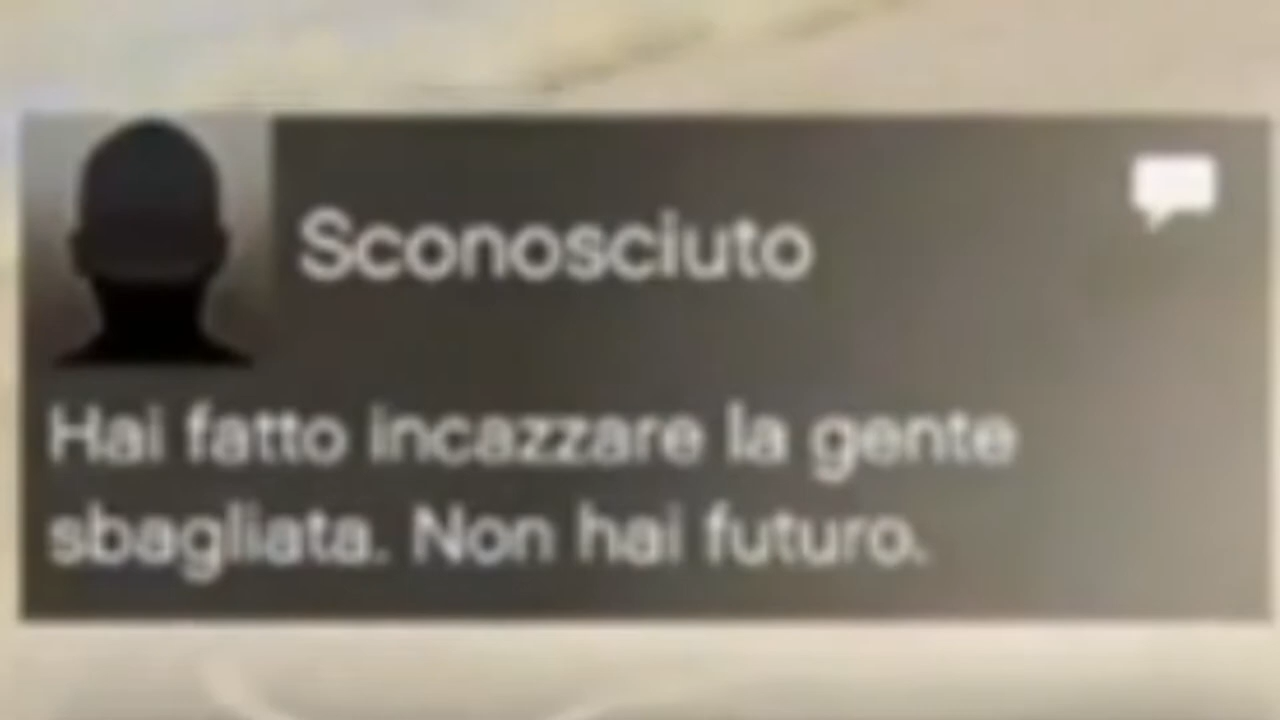 Sconosciuto
Hai fatto incazzare la gente
sbagliata. Non hai futuro.